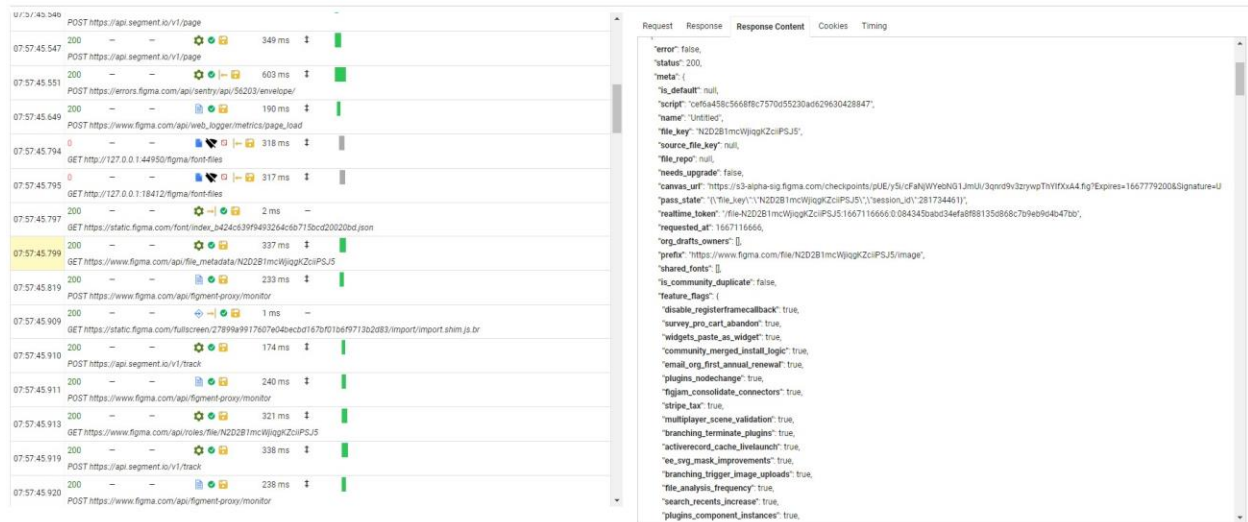 07:57:45.546
POST https://api.segment.io/v1/page
07:57:45.547 200 – – 349 ms
POST https://api.segment.io/v1/page
07:57:45.551 200 – – 603 ms
POST https://errors.figma.com/api/sentry/api/56203/envelope/
07:57:45.649 200 – – 190 ms
POST https://www.figma.com/api/web_logger/metrics/page_load
07:57:45.794 0 318 ms
GET http://127.0.0.1:44950/figma/font-files
07:57:45.795 0 317 ms
GET http://127.0.0.1:18412/figma/font-files
07:57:45.797 200 – – 2 ms –
GET https://static.figma.com/font/index_b424c639f9493264c6b715bcd20020bd.json
07:57:45.799 200 – – 337 ms
GET https://www.figma.com/api/file_metadata/N2D2B1mcWjiqgKZciiPSJ5
07:57:45.819 200 – – 233 ms
POST https://www.figma.com/api/figment-proxy/monitor
07:57:45.909 200 – – 1 ms –
GET https://static.figma.com/fullscreen/27899a9917607e04becbd167bf01b6f9713b2d83/import/import.shim.js.br
07:57:45.910 200 – – 174 ms
POST https://api.segment.io/v1/track
07:57:45.911 200 – – 240 ms
POST https://www.figma.com/api/figment-proxy/monitor
07:57:45.913 200 – – 321 ms
GET https://www.figma.com/api/roles/file/N2D2B1mcWjiqgKZciiPSJ5
07:57:45.919 200 – – 338 ms
POST https://api.segment.io/v1/track
07:57:45.920 200 – – 238 ms
POST https://www.figma.com/api/figment-proxy/monitor
Request Response Response Content Cookies Timing
"error": false,
"status": 200,
"meta": {
"is_default": null,
"script": "cef6a458c5668f8c7570d55230ad629630428847",
"name": "Untitled",
"file_key": "N2D2B1mcWjiqgKZciiPSJ5",
"source_file_key": null,
"file_repo": null,
"needs_upgrade": false,
"canvas_url": "https://s3-alpha-sig.figma.com/checkpoints/pUE/y5i/cFaNjWYebNG1JmUi/3qnrd9v3zrywpThYIfXxA4.fig?Expires=1667779200&Signature=U
"pass_state": "{\"file_key\":\"N2D2B1mcWjiqgKZciiPSJ5\",\"session_id\":281734461}",
"realtime_token": "/file-N2D2B1mcWjiqgKZciiPSJ5:1667116666:0:084345babd34efa8f88135d868c7b9eb9d4b47bb",
"requested_at": 1667116666,
"org_drafts_owners": [],
"prefix": "https://www.figma.com/file/N2D2B1mcWjiqgKZciiPSJ5/image",
"shared_fonts": [],
"is_community_duplicate": false,
"feature_flags": {
"disable_registerframecallback": true,
"survey_pro_cart_abandon": true,
"widgets_paste_as_widget": true,
"community_merged_install_logic": true,
"email_org_first_annual_renewal": true,
"plugins_nodechange": true,
"figjam_consolidate_connectors": true,
"stripe_tax": true,
"multiplayer_scene_validation": true,
"branching_terminate_plugins": true,
"activerecord_cache_livelaunch": true,
"ee_svg_mask_improvements": true,
"branching_trigger_image_uploads": true,
"file_analysis_frequency": true,
"search_recents_increase": true,
"plugins_component_instances": true,